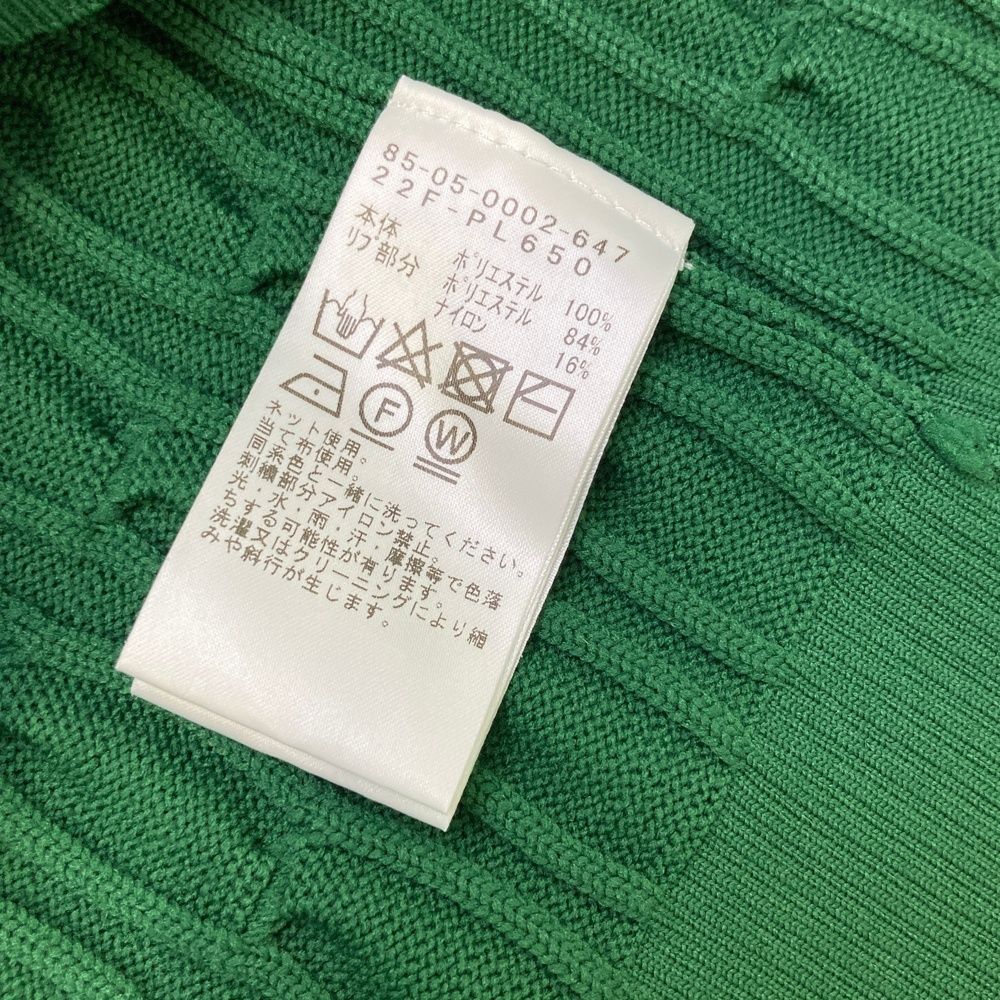 85-05-0002-647
22F-PL650
本体 ポリエステル 100%
リブ部分 ポリエステル 84%
ナイロン 16%
F
W
ネット使用。
当て布使用。
同系色と一緒に洗ってください。
刺繍部分アイロン禁止。
光・水・雨・汗・摩擦等で色落
ちする可能性が有ります。
洗濯又はクリーニングにより縮
みや斜行が生じます。